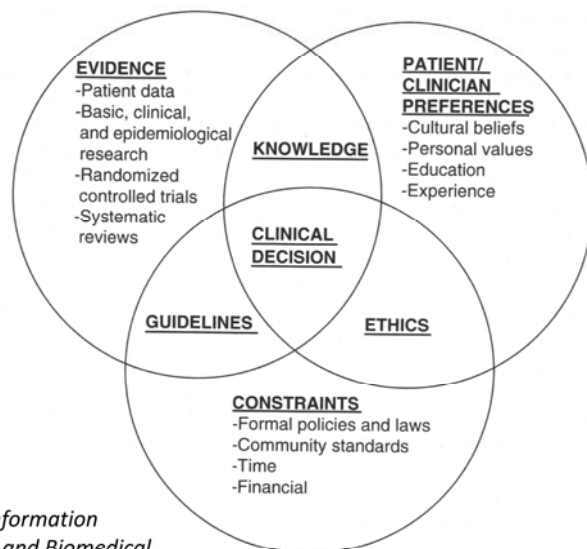 EVIDENCE
-Patient data
-Basic, clinical,
and epidemiological
research
-Randomized
controlled trials
-Systematic
reviews
PATIENT/
CLINICIAN
PREFERENCES
-Cultural beliefs
-Personal values
-Education
-Experience
KNOWLEDGE
CLINICAL
DECISION
GUIDELINES
ETHICS
CONSTRAINTS
-Formal policies and laws
-Community standards
-Time
-Financial
formation
and Biomedical